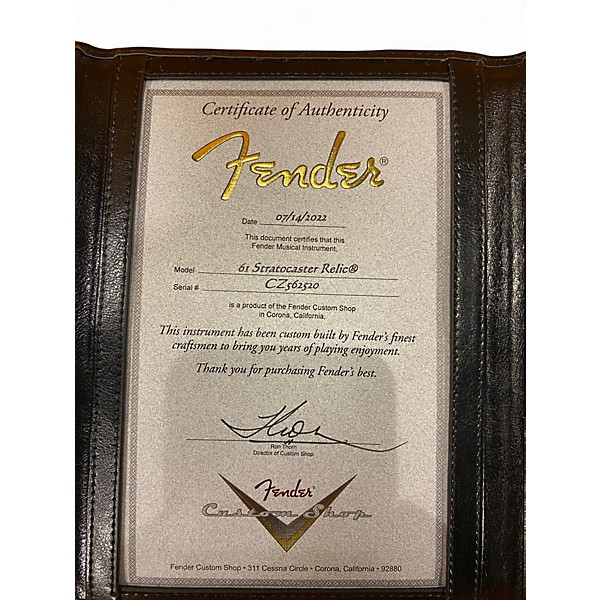 Certificate of Authenticity
Fender®
Date 07/14/2022
This document certifies that this
Fender Musical Instrument.
Model 61 Stratocaster Relic®
Serial # CZ562520
is a product of the Fender Custom Shop
in Corona, California.
This instrument has been custom built by Fender's finest
craftsmen to bring you years of playing enjoyment.
Thank you for purchasing Fender's best.
Ron Thorn
Director of Custom Shop
Fender®
Custom Shop
Fender Custom Shop • 311 Cessna Circle • Corona, California • 92880